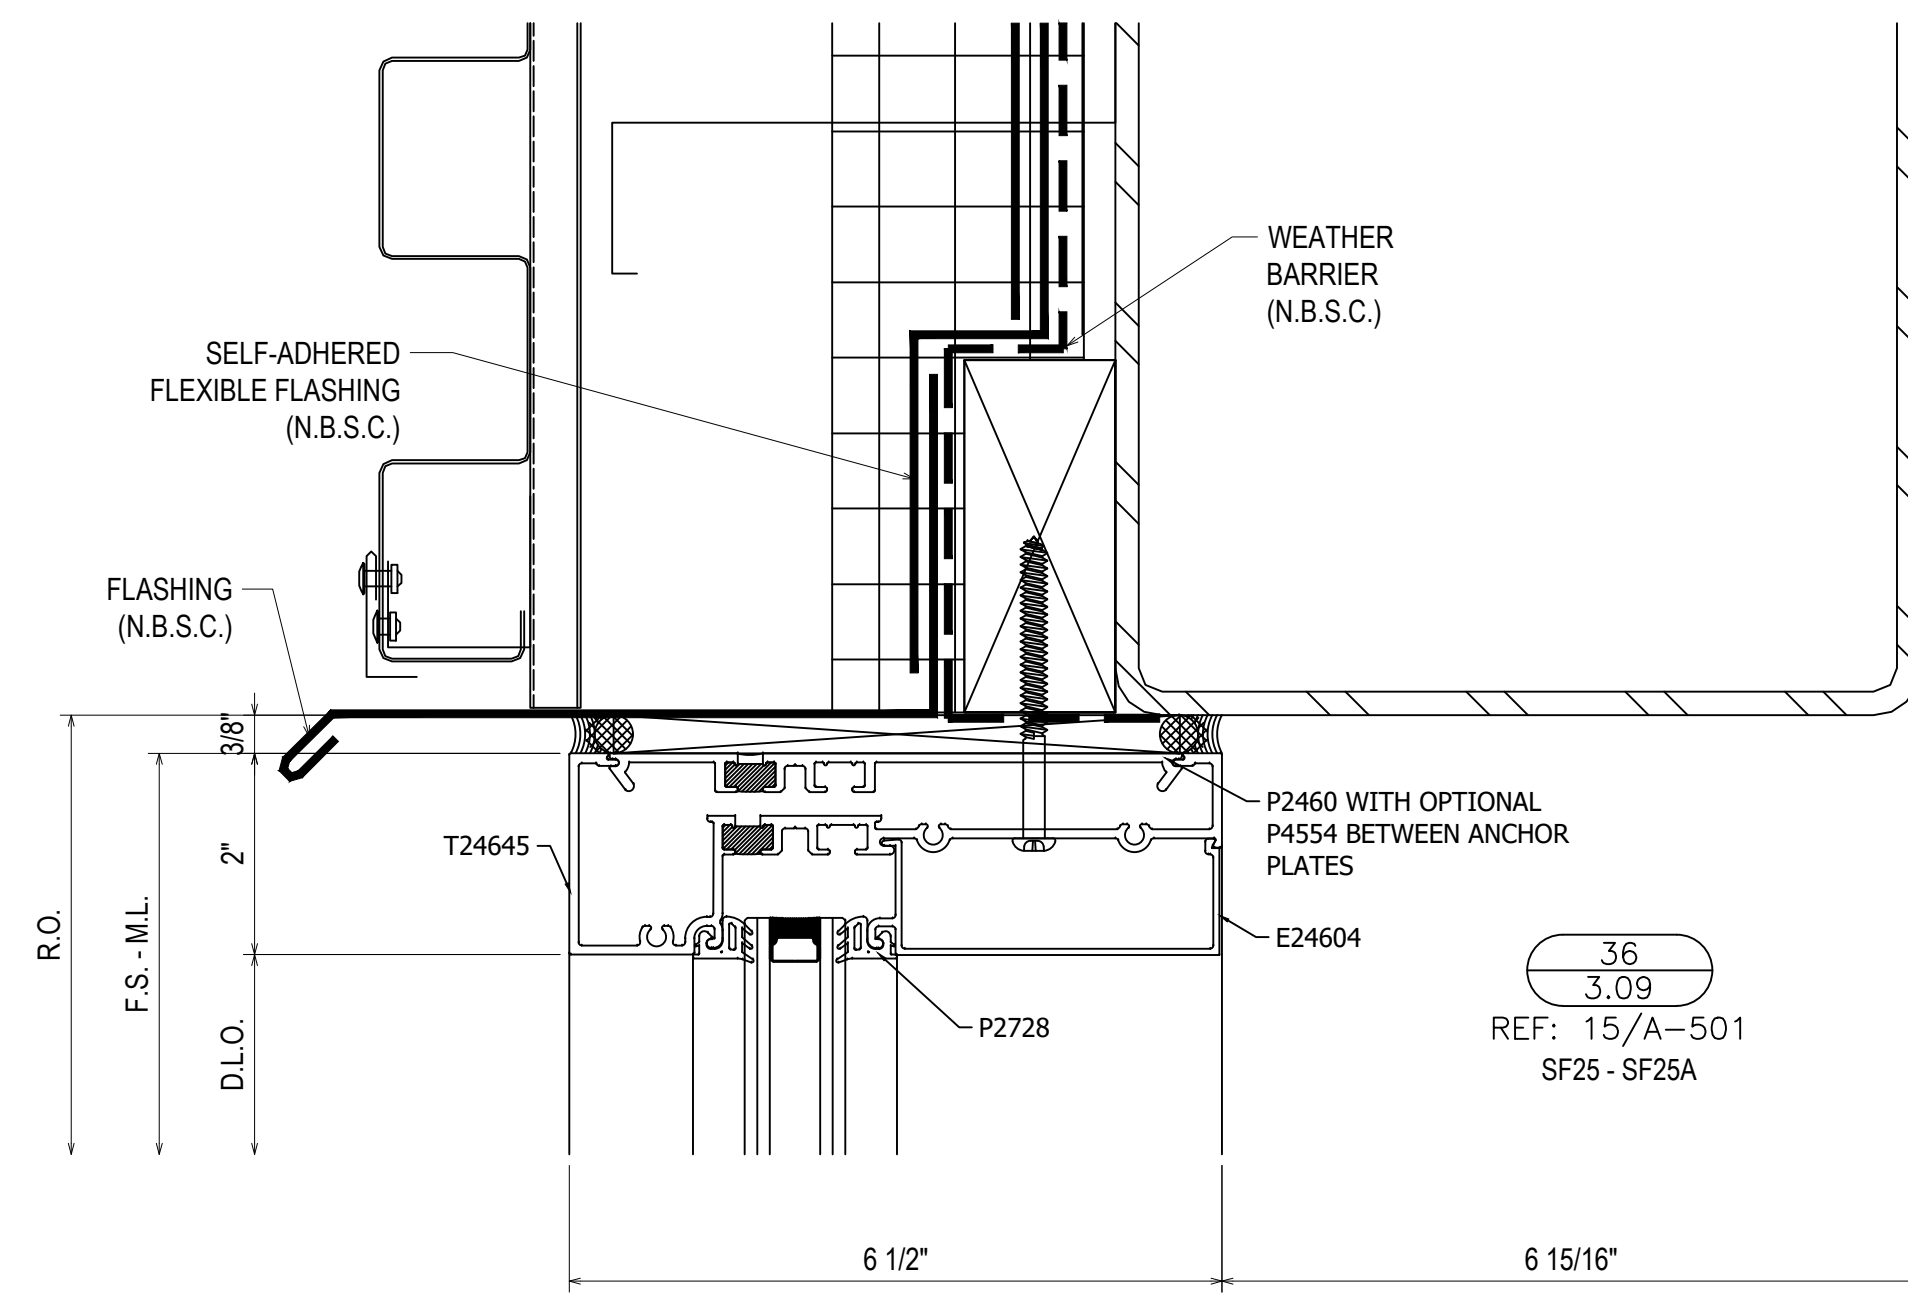 WEATHER
BARRIER
(N.B.S.C.)
SELF-ADHERED
FLEXIBLE FLASHING
(N.B.S.C.)
FLASHING
(N.B.S.C.)
3/8"
P2460 WITH OPTIONAL
P4554 BETWEEN ANCHOR
PLATES
T24645
2"
R.O.
F.S. - M.L.
E24604
D.L.O.
P2728
36
3.09
REF: 15/A-501
SF25 - SF25A
6 1/2"
6 15/16"